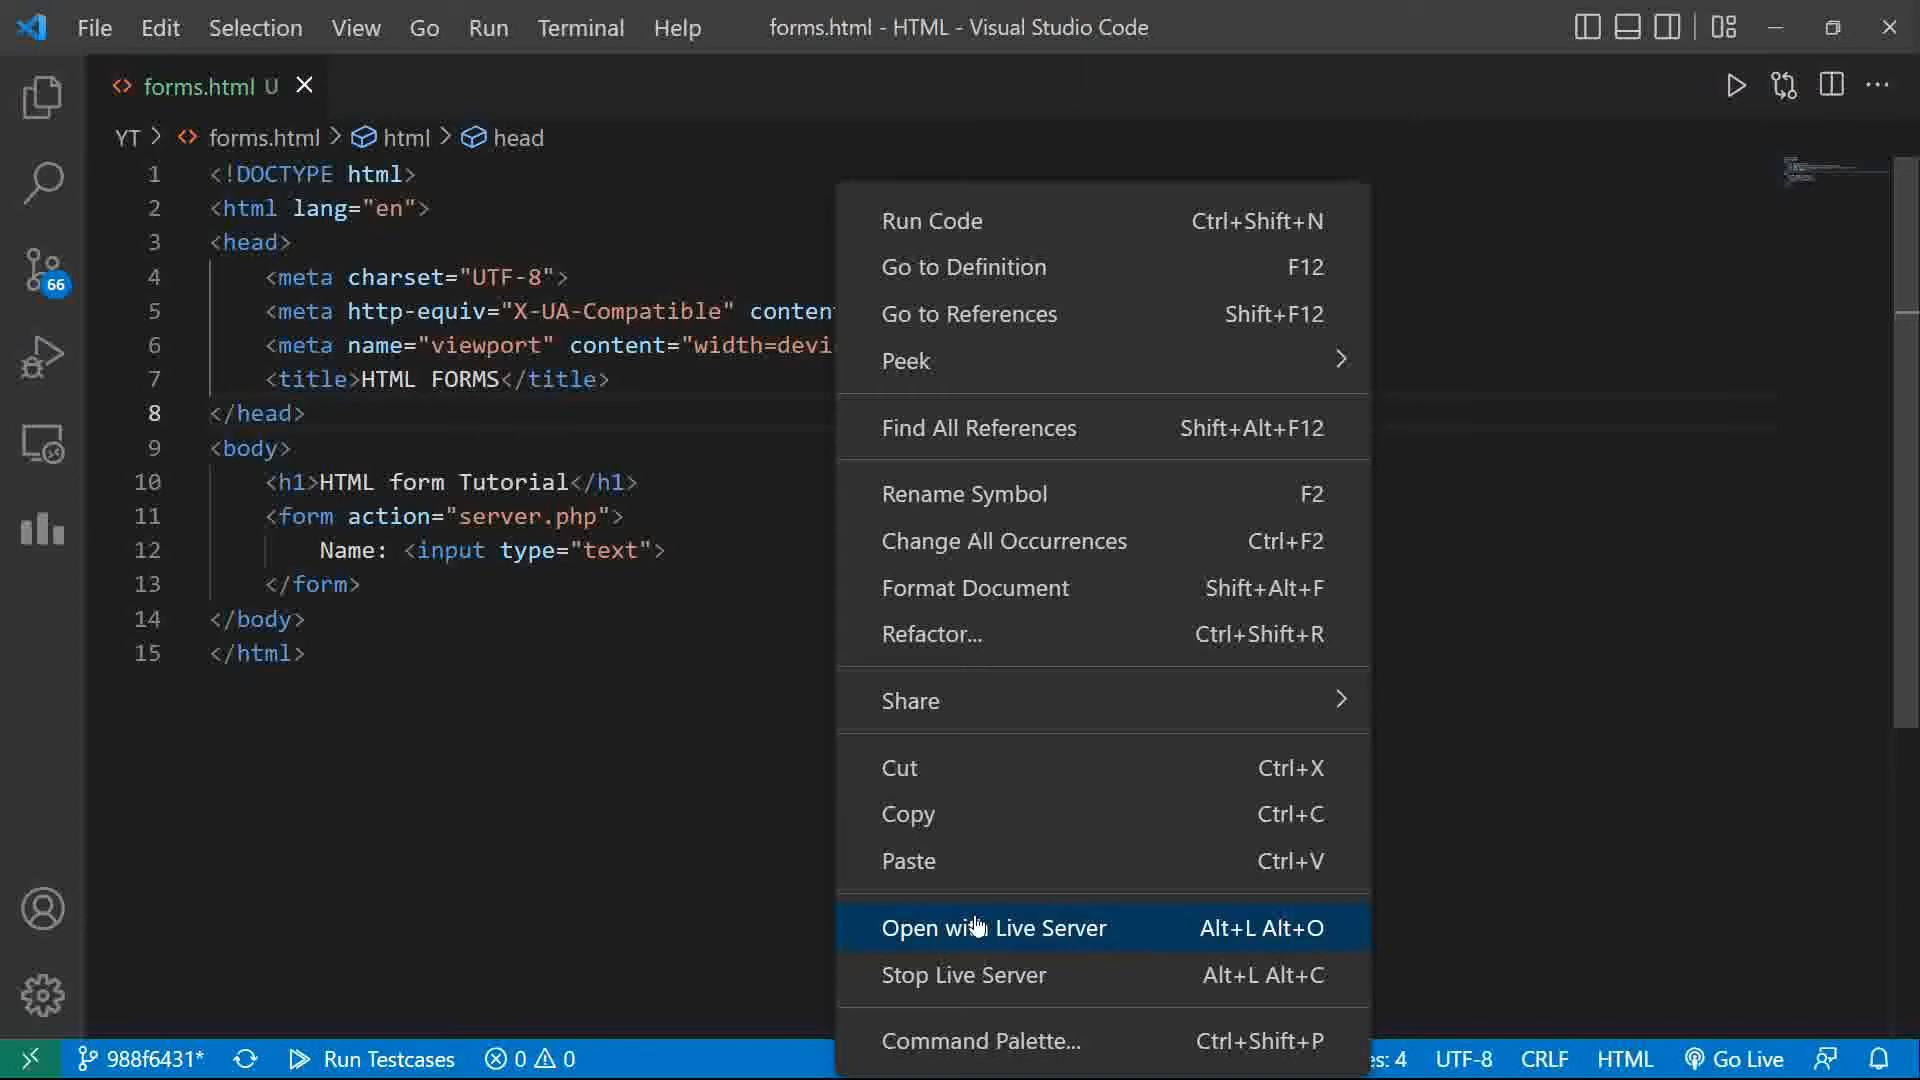 File Edit Selection View Go Run Terminal Help forms.html - HTML - Visual Studio Code
forms.html U
YT > forms.html > html > head
1 <!DOCTYPE html>
2 <html lang="en">
3 <head>
4 <meta charset="UTF-8">
5 <meta http-equiv="X-UA-Compatible" conten
6 <meta name="viewport" content="width=devi
7 <title>HTML FORMS</title>
8 </head>
9 <body>
10 <h1>HTML form Tutorial</h1>
11 <form action="server.php">
12 Name: <input type="text">
13 </form>
14 </body>
15 </html>
66
Run Code Ctrl+Shift+N
Go to Definition F12
Go to References Shift+F12
Peek
Find All References Shift+Alt+F12
Rename Symbol F2
Change All Occurrences Ctrl+F2
Format Document Shift+Alt+F
Refactor... Ctrl+Shift+R
Share
Cut Ctrl+X
Copy Ctrl+C
Paste Ctrl+V
Open with Live Server Alt+L Alt+O
Stop Live Server Alt+L Alt+C
Command Palette... Ctrl+Shift+P
988f6431* Run Testcases 0 0 es: 4 UTF-8 CRLF HTML Go Live